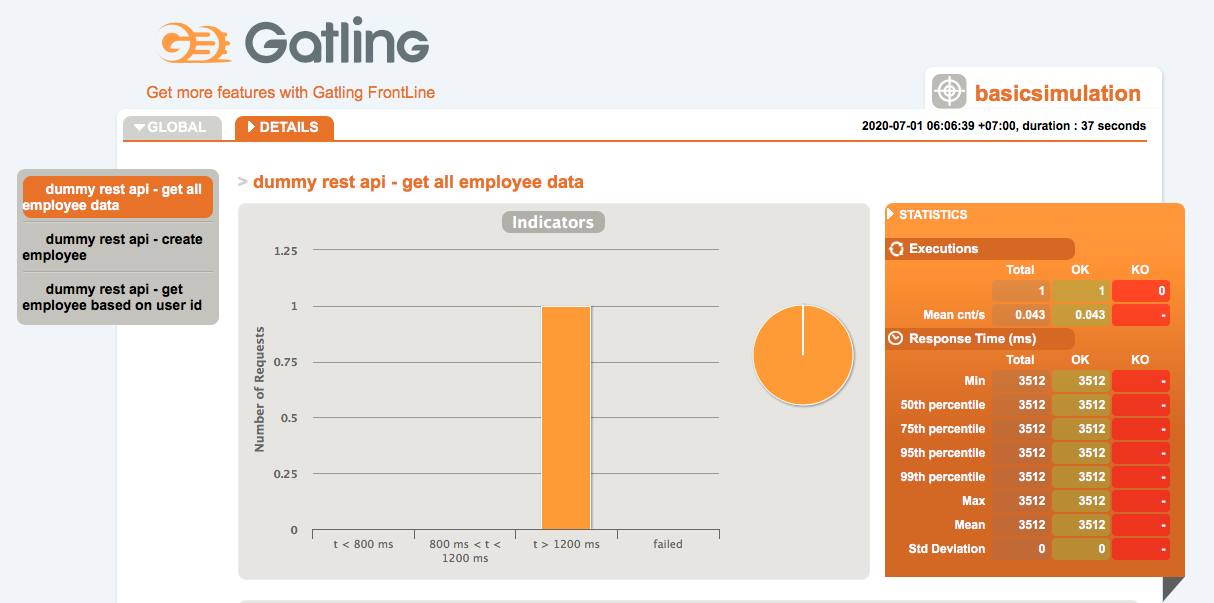 Gatling
Get more features with Gatling FrontLine
basicsimulation
GLOBAL
DETAILS
2020-07-01 06:06:39 +07:00, duration : 37 seconds
dummy rest api - get all
employee data
dummy rest api - create
employee
dummy rest api - get
employee based on user id
> dummy rest api - get all employee data
Indicators
Number of Requests
1.25
1
0.75
0.5
0.25
0
t < 800 ms
800 ms < t <
1200 ms
t > 1200 ms
failed
STATISTICS
Executions
Total OK KO
1 1 0
Mean cnt/s 0.043 0.043 -
Response Time (ms)
Total OK KO
Min 3512 3512 -
50th percentile 3512 3512 -
75th percentile 3512 3512 -
95th percentile 3512 3512 -
99th percentile 3512 3512 -
Max 3512 3512 -
Mean 3512 3512 -
Std Deviation 0 0 -